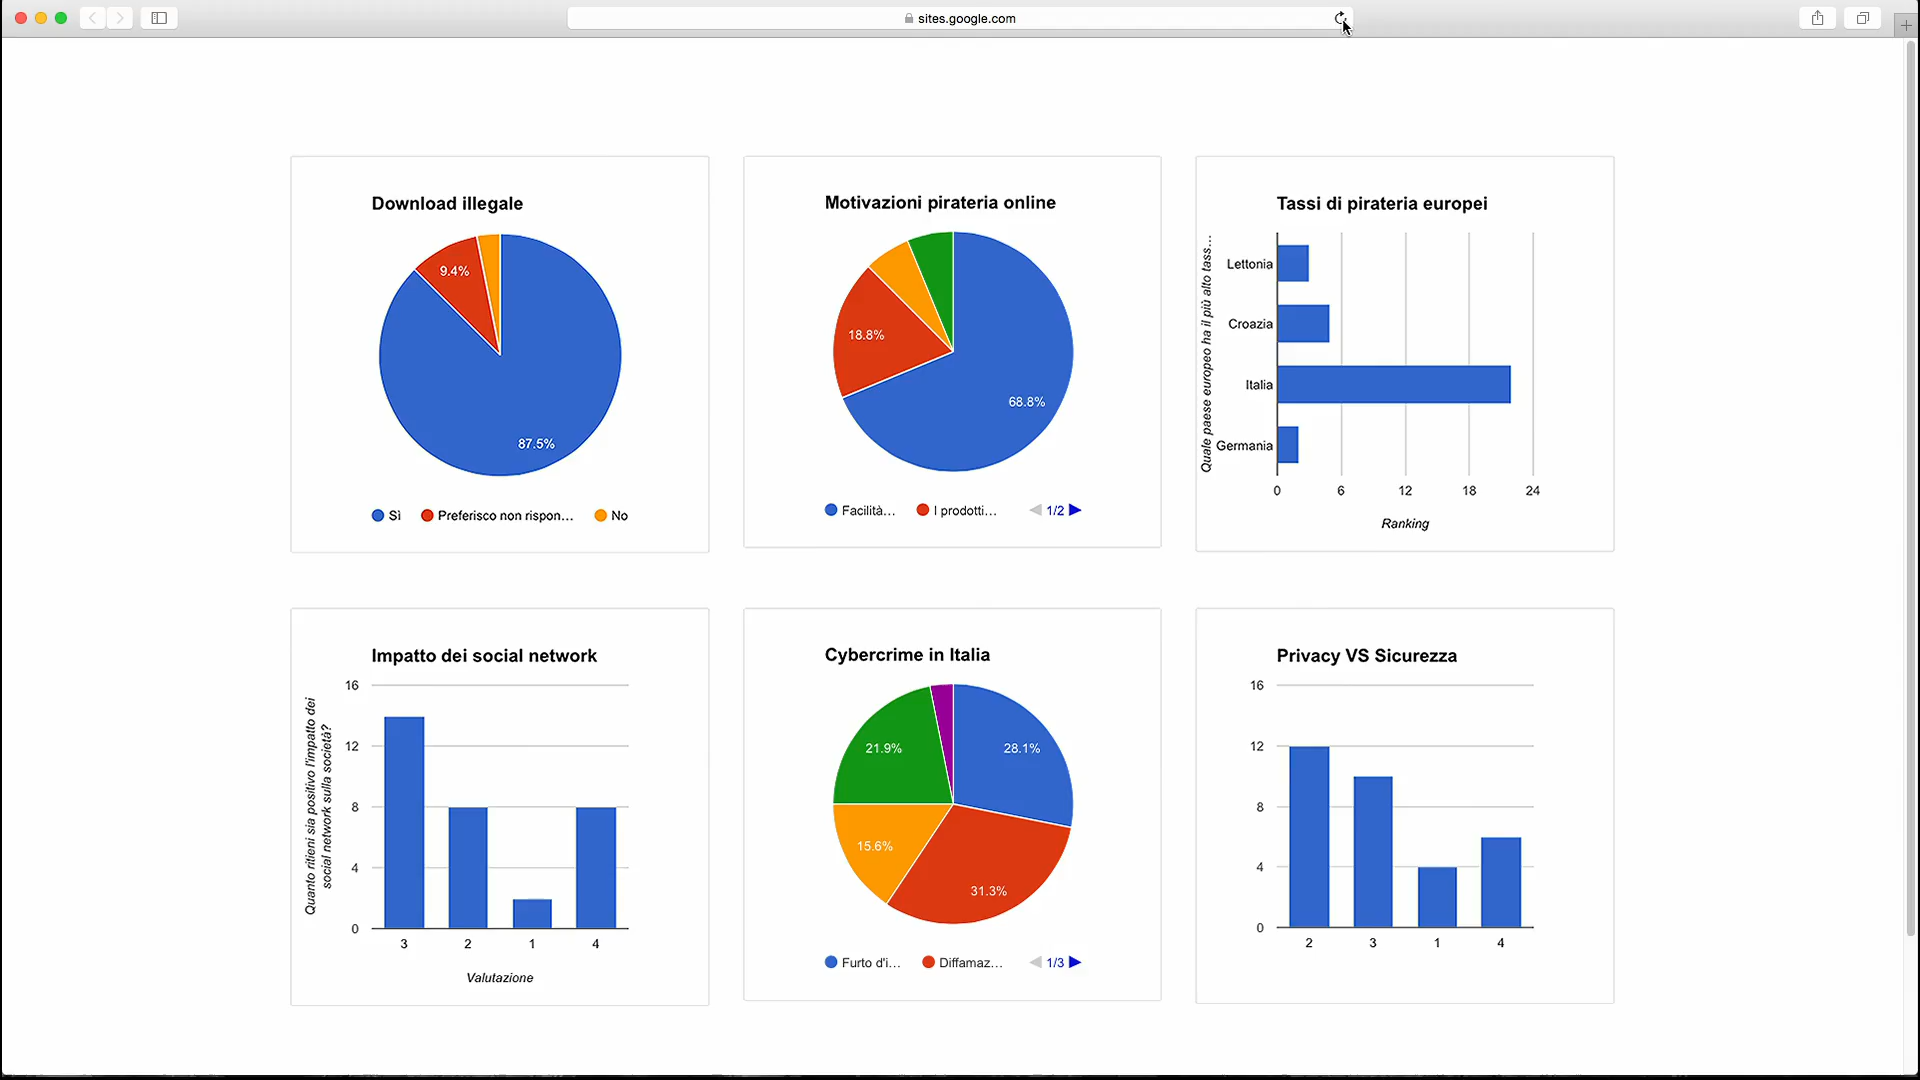 sites.google.com
Download illegale
9.4%
87.5%
Sì
Preferisco non rispon...
No
Motivazioni pirateria online
18.8%
68.8%
Facilità...
I prodotti...
1/2
Tassi di pirateria europei
Quale paese europeo ha il più alto tass...
Lettonia
Croazia
Italia
Germania
0 6 12 18 24
Ranking
Impatto dei social network
Quanto ritieni sia positivo l'impatto dei
social network sulla società?
16
12
8
4
0
3 2 1 4
Valutazione
Cybercrime in Italia
21.9%
28.1%
15.6%
31.3%
Furto d'i...
Diffamaz...
1/3
Privacy VS Sicurezza
16
12
8
4
0
2 3 1 4